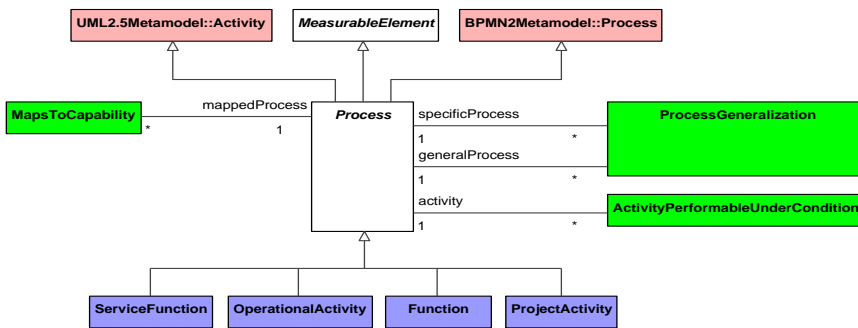 UML2.5Metamodel::Activity
MeasurableElement
BPMN2Metamodel::Process
MapsToCapability
mappedProcess
*
1
Process
specificProcess
1
*
generalProcess
1
*
activity
1
*
ProcessGeneralization
ActivityPerformableUnderCondition
ServiceFunction
OperationalActivity
Function
ProjectActivity